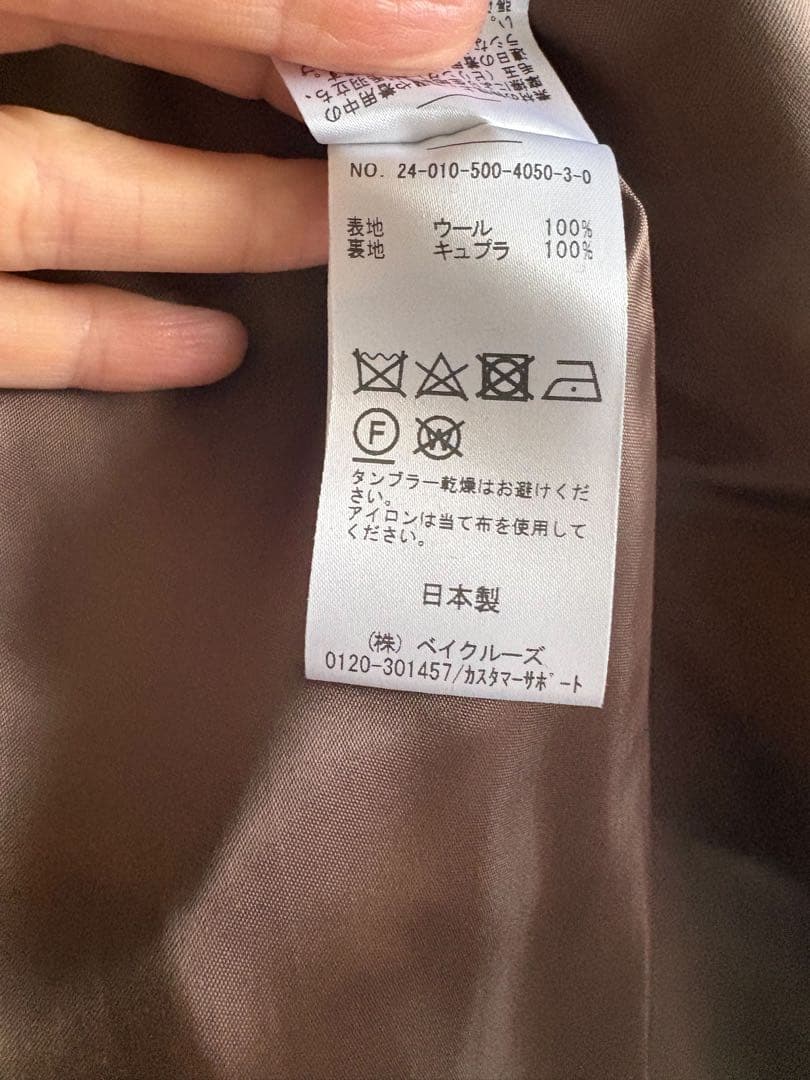 NO. 24-010-500-4050-3-0
表地 ウール 100%
裏地 キュプラ 100%
F
W
タンブラー乾燥はお避けくだ
さい。
アイロンは当て布を使用して
ください。
日本製
(株) ベイクルーズ
0120-301457/ｶｽﾀﾏｰｻﾎﾟｰﾄ